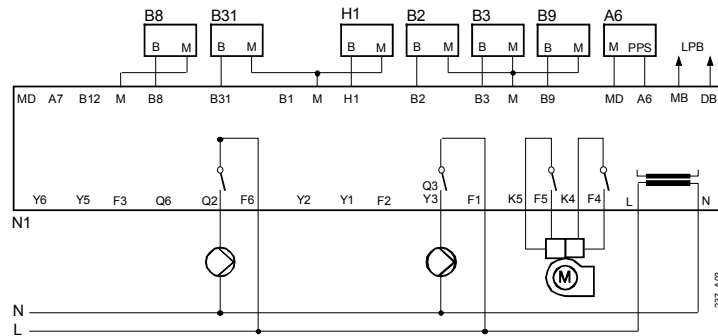 B8 B31 H1 B2 B3 B9 A6
B M B M B M B M B M B M M PPS LPB
MD A7 B12 M B8 B31 B1 M H1 B2 B3 M B9 MD A6 MB DB
Q3
Y6 Y5 F3 Q6 Q2 F6 Y2 Y1 F2 Y3 F1 K5 F5 K4 F4 L N
N1
M
N
L